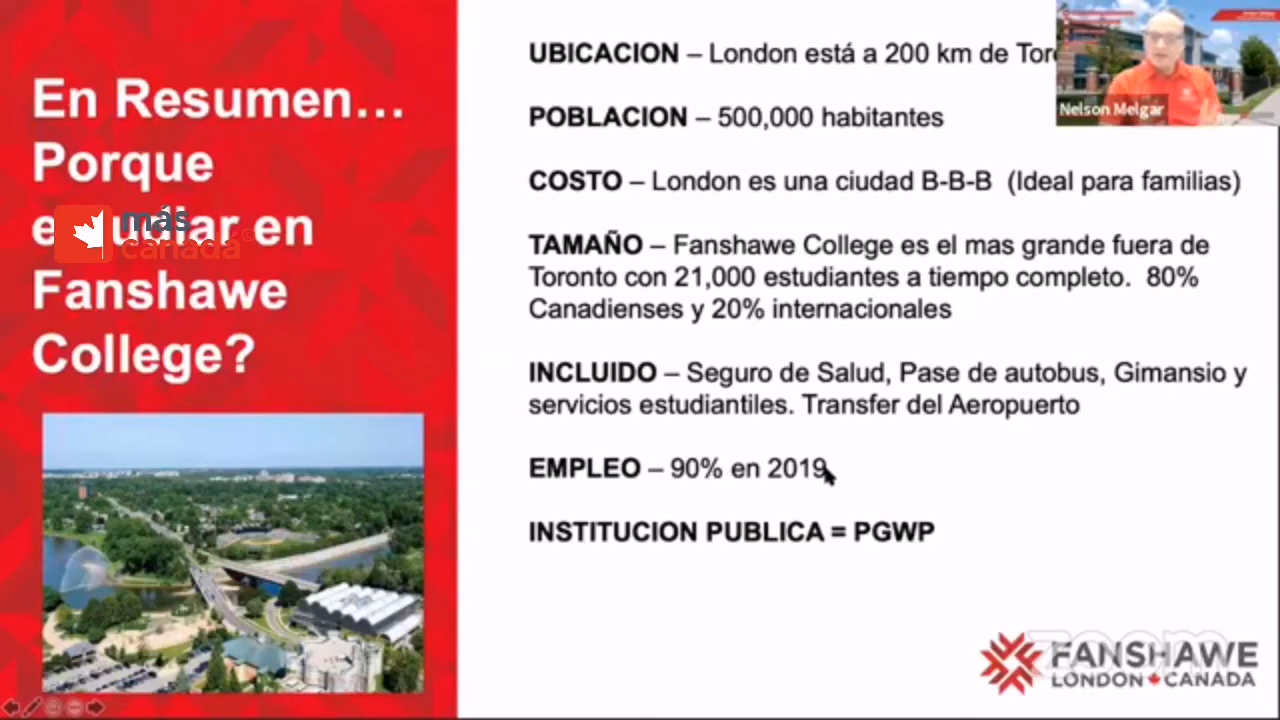 En Resumen…
Porque
estudiar en
Fanshawe
College?
más
canadá
UBICACION – London está a 200 km de
POBLACION – 500,000 habitantes
COSTO – London es una ciudad B-B-B (Ideal para familias)
TAMAÑO – Fanshawe College es el mas grande fuera de
Toronto con 21,000 estudiantes a tiempo completo. 80%
Canadienses y 20% internacionales
INCLUIDO – Seguro de Salud, Pase de autobus, Gimansio y
servicios estudiantiles. Transfer del Aeropuerto
EMPLEO – 90% en 2019
INSTITUCION PUBLICA = PGWP
Nelson Melgar
zoom
FANSHAWE
LONDON CANADA